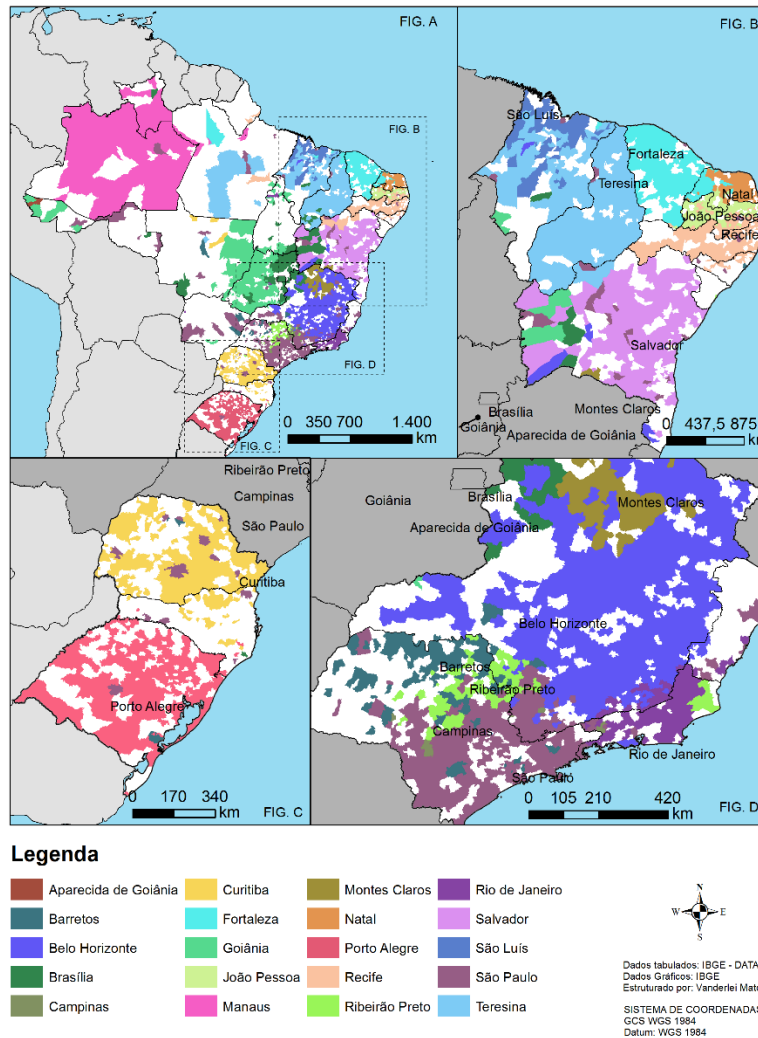 FIG. A
FIG. B
FIG. D
FIG. C
0 350 700 1.400
km
FIG. B
São Luís
Fortaleza
Teresina
Natal
João Pessoa
Recife
Salvador
Brasília
Goiânia
Montes Claros
Aparecida de Goiânia
0 437,5 875
km
Ribeirão Preto
Campinas
São Paulo
Curitiba
Porto Alegre
0 170 340
km
FIG. C
Goiânia
Brasília
Montes Claros
Aparecida de Goiânia
Belo Horizonte
Barretos
Ribeirão Preto
Campinas
Rio de Janeiro
São Paulo
0 105 210 420
km
FIG. D
Legenda
Aparecida de Goiânia
Curitiba
Montes Claros
Rio de Janeiro
Barretos
Fortaleza
Natal
Salvador
Belo Horizonte
Goiânia
Porto Alegre
São Luís
Brasília
João Pessoa
Recife
São Paulo
Campinas
Manaus
Ribeirão Preto
Teresina
N
W E
S
Dados tabulados: IBGE - DATA
Dados Gráficos: IBGE
Estruturado por: Vanderlei Mato
SISTEMA DE COORDENADAS
GCS WGS 1984
Datum: WGS 1984